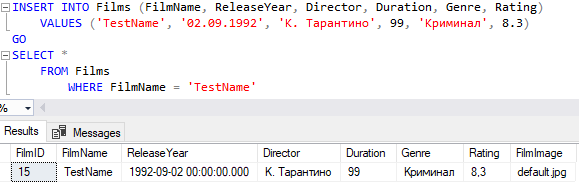 INSERT INTO Films (FilmName, ReleaseYear, Director, Duration, Genre, Rating)
VALUES ('TestName', '02.09.1992', 'К. Тарантино', 99, 'Криминал', 8.3)
GO
SELECT *
FROM Films
WHERE FilmName = 'TestName'
%
Results Messages
FilmID FilmName ReleaseYear Director Duration Genre Rating FilmImage
15 TestName 1992-09-02 00:00:00.000 К. Тарантино 99 Криминал 8,3 default.jpg